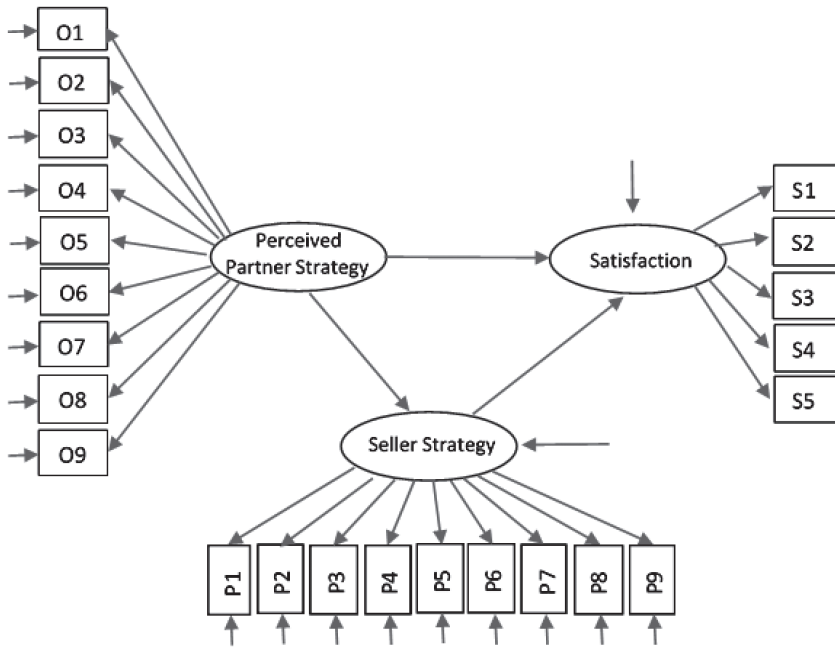 O1
O2
O3
O4
O5
O6
O7
O8
O9
Perceived
Partner Strategy
Satisfaction
S1
S2
S3
S4
S5
Seller Strategy
P1
P2
P3
P4
P5
P6
P7
P8
P9